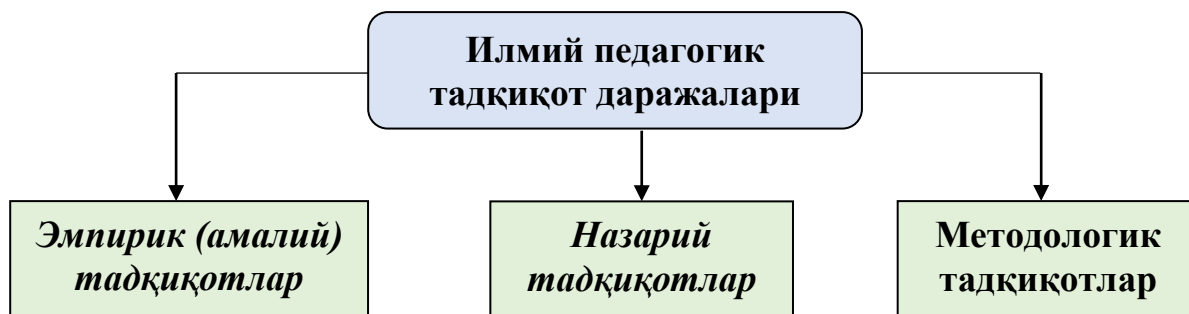 Илмий педагогик
тадқиқот даражалари
Эмпирик (амалий)
тадқиқотлар
Назарий
тадқиқотлар
Методологик
тадқиқотлар